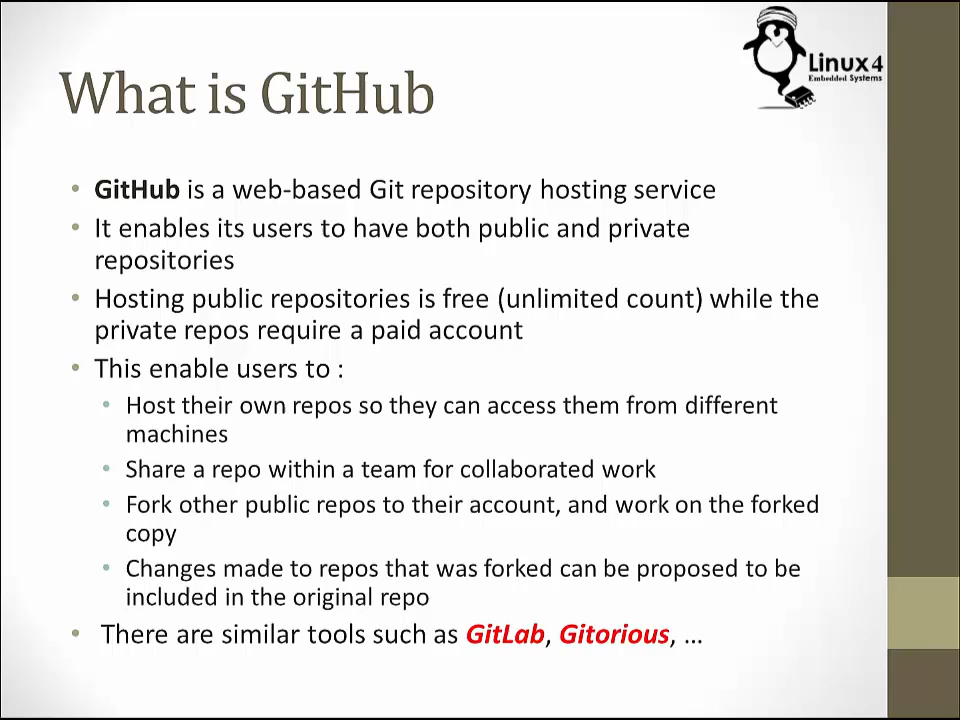 Linux 4
Embedded Systems
What is GitHub
• GitHub is a web-based Git repository hosting service
• It enables its users to have both public and private
repositories
• Hosting public repositories is free (unlimited count) while the
private repos require a paid account
• This enable users to :
• Host their own repos so they can access them from different
machines
• Share a repo within a team for collaborated work
• Fork other public repos to their account, and work on the forked
copy
• Changes made to repos that was forked can be proposed to be
included in the original repo
• There are similar tools such as GitLab, Gitorious, …